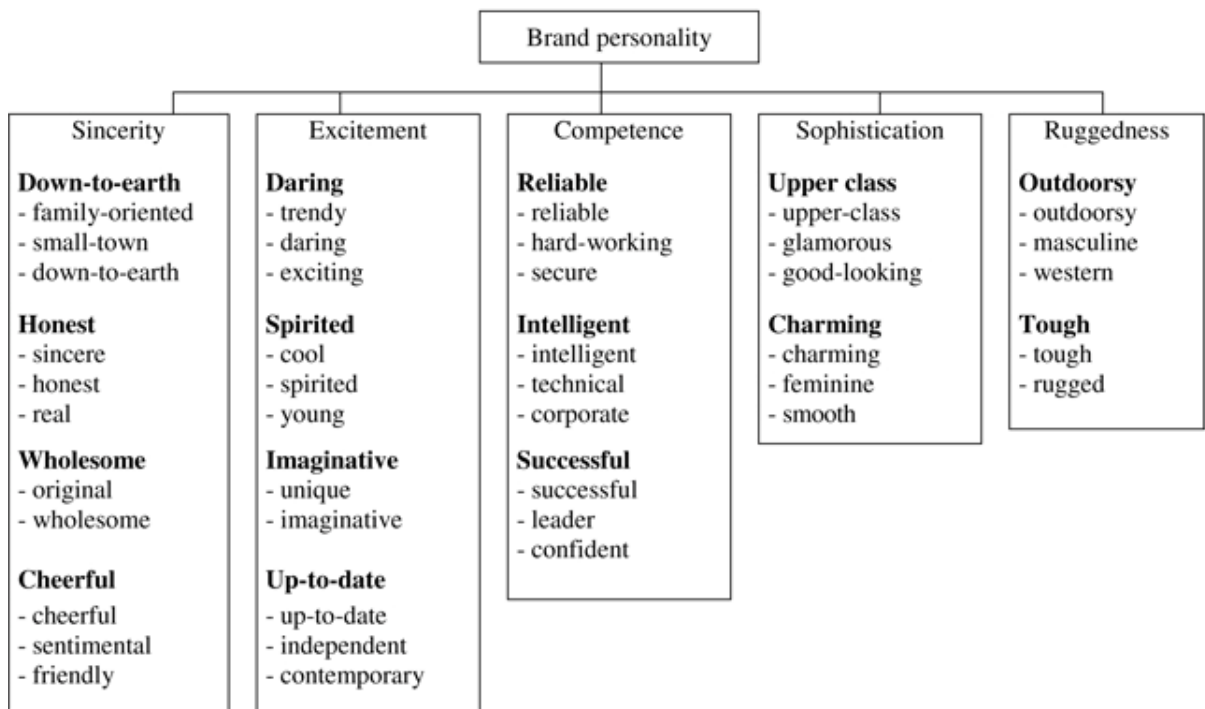 Brand personality
Sincerity
Down-to-earth
- family-oriented
- small-town
- down-to-earth
Honest
- sincere
- honest
- real
Wholesome
- original
- wholesome
Cheerful
- cheerful
- sentimental
- friendly
Excitement
Daring
- trendy
- daring
- exciting
Spirited
- cool
- spirited
- young
Imaginative
- unique
- imaginative
Up-to-date
- up-to-date
- independent
- contemporary
Competence
Reliable
- reliable
- hard-working
- secure
Intelligent
- intelligent
- technical
- corporate
Successful
- successful
- leader
- confident
Sophistication
Upper class
- upper-class
- glamorous
- good-looking
Charming
- charming
- feminine
- smooth
Ruggedness
Outdoorsy
- outdoorsy
- masculine
- western
Tough
- tough
- rugged